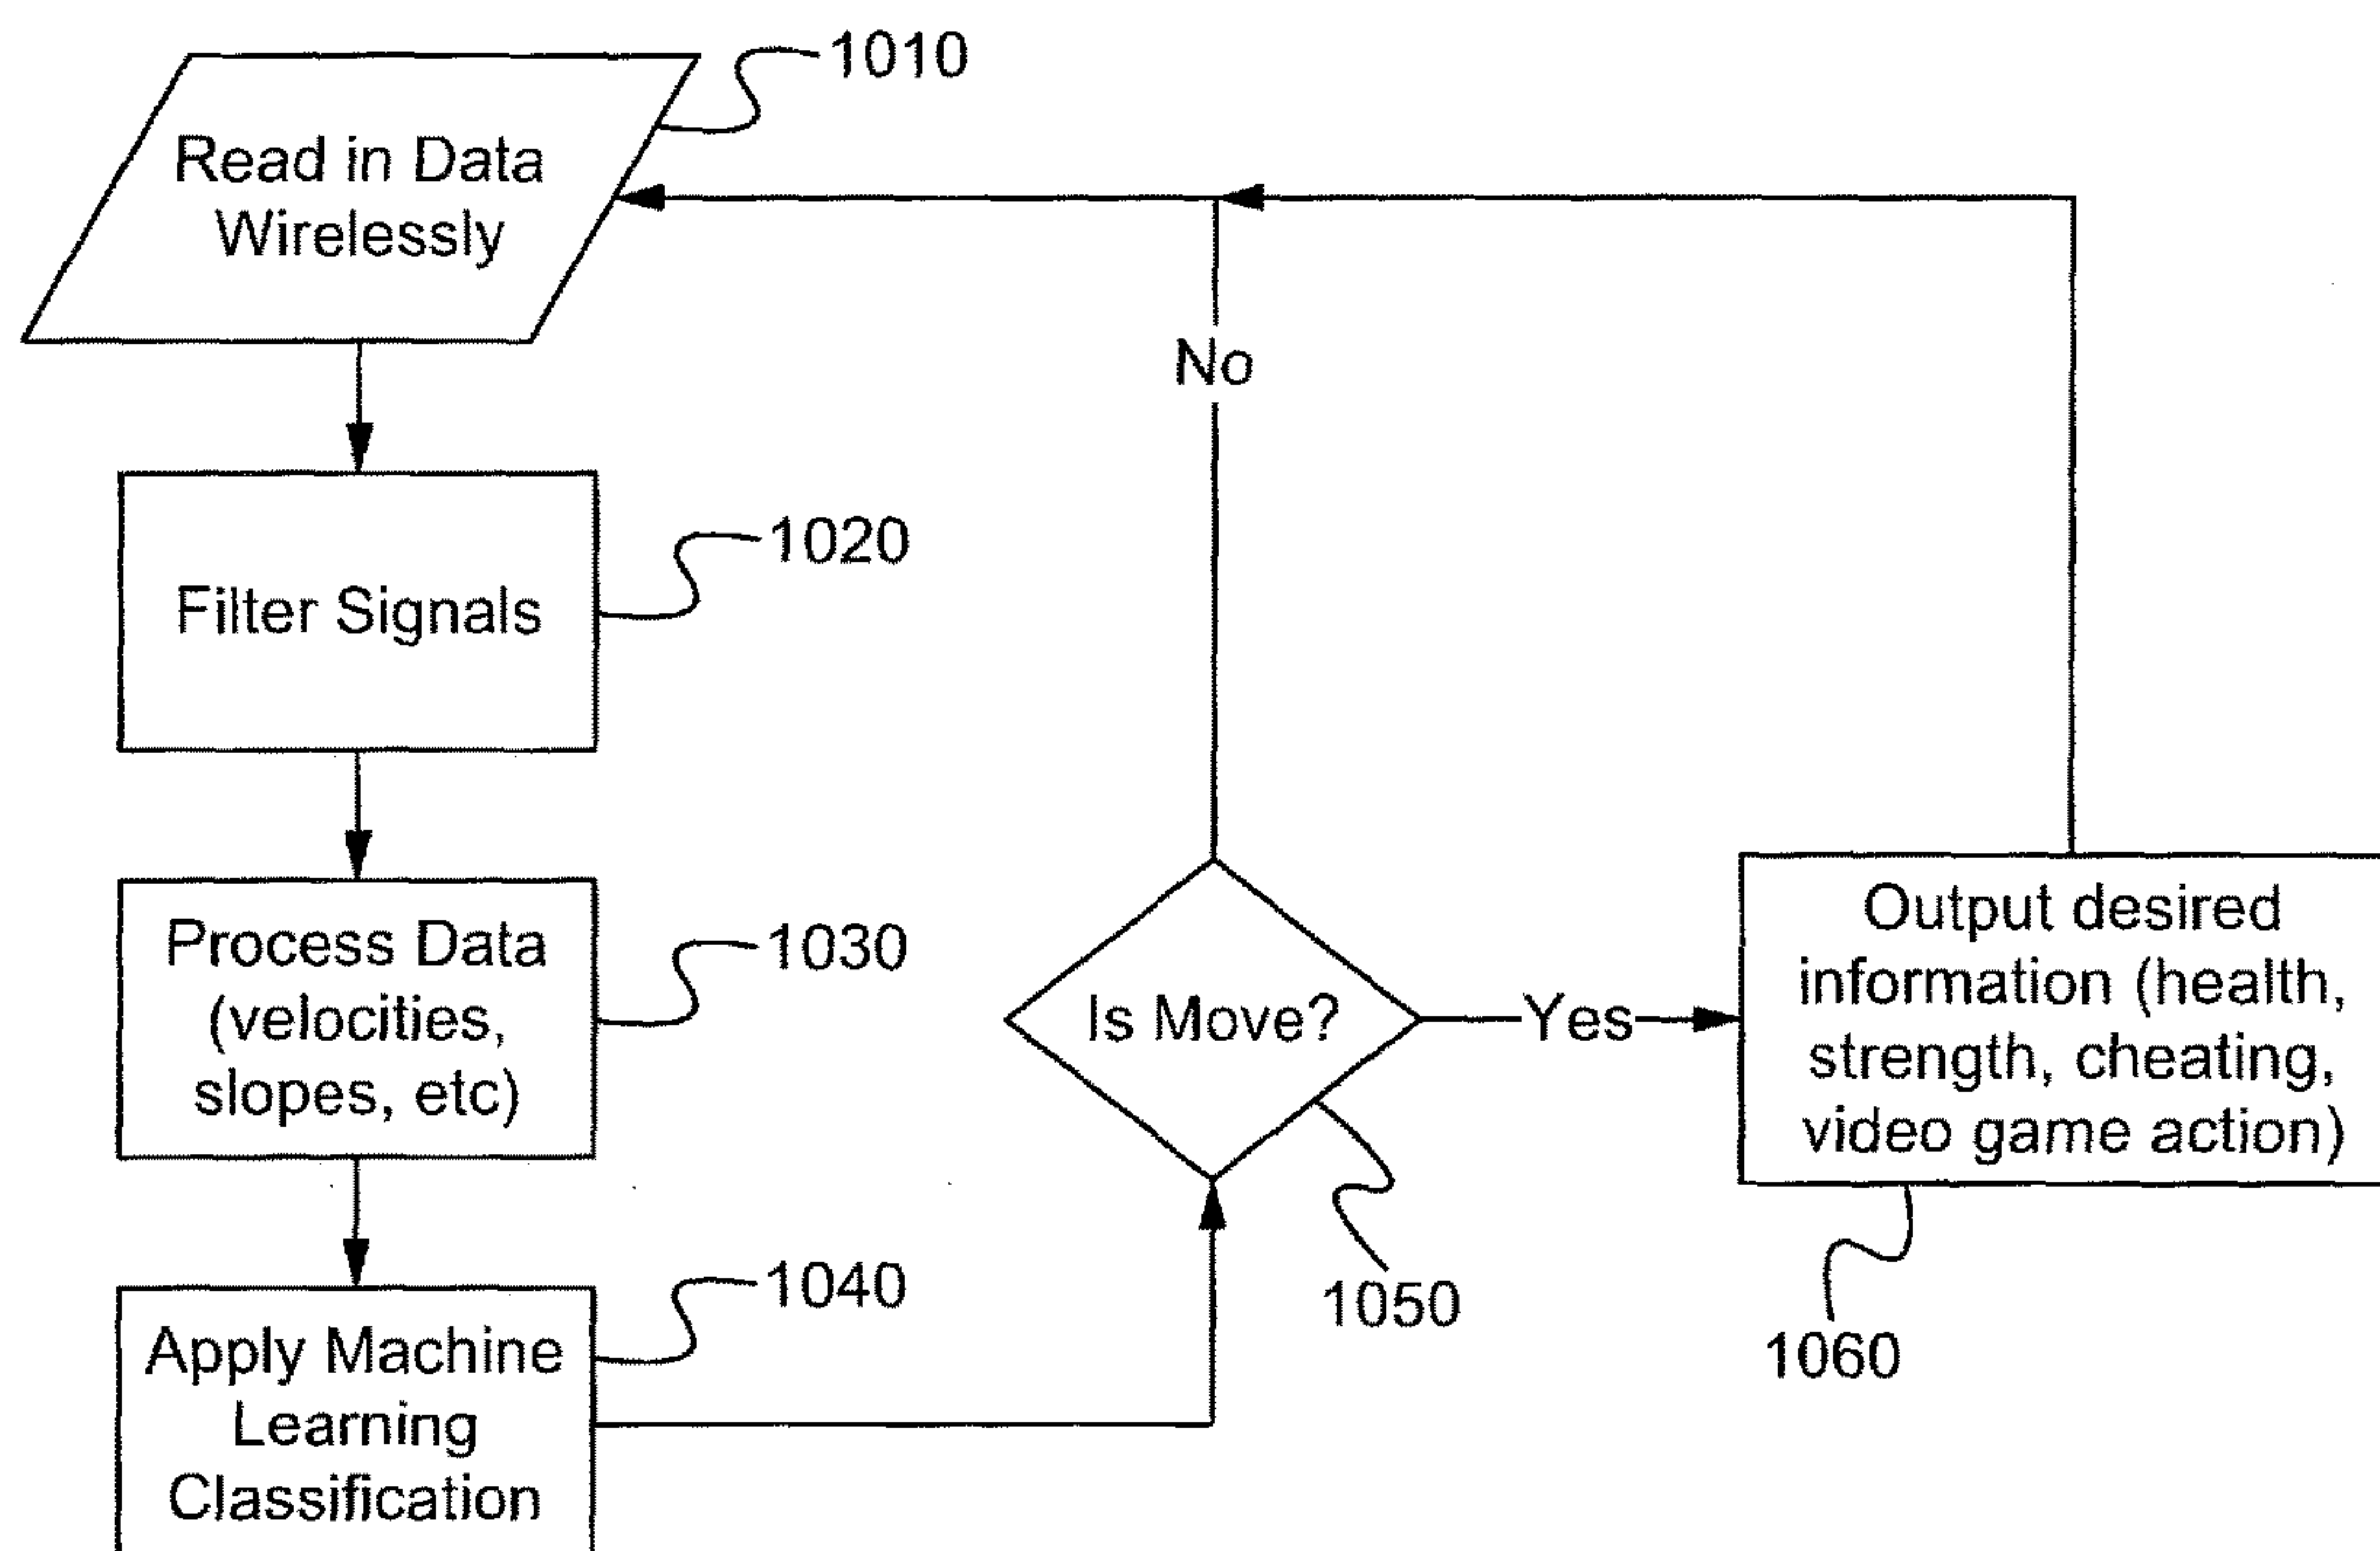 1010
Read in Data
Wirelessly
No
1020
Filter Signals
1030
Process Data
(velocities,
slopes, etc)
Is Move?
Yes
Output desired
information (health,
strength, cheating,
video game action)
1040
Apply Machine
Learning
Classification
1050
1060